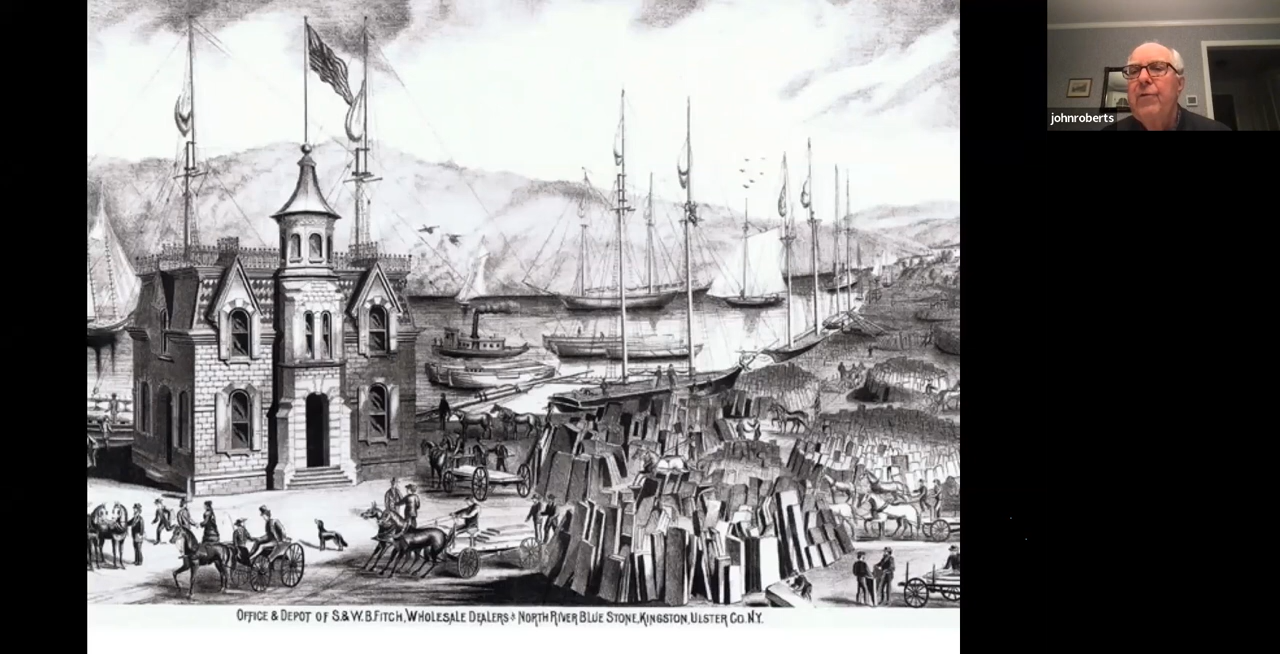 johnroberts
OFFICE & DEPOT OF S.& W.B.FITCH, WHOLESALE DEALERS & NORTH RIVER BLUE STONE, KINGSTON, ULSTER CO. N.Y.